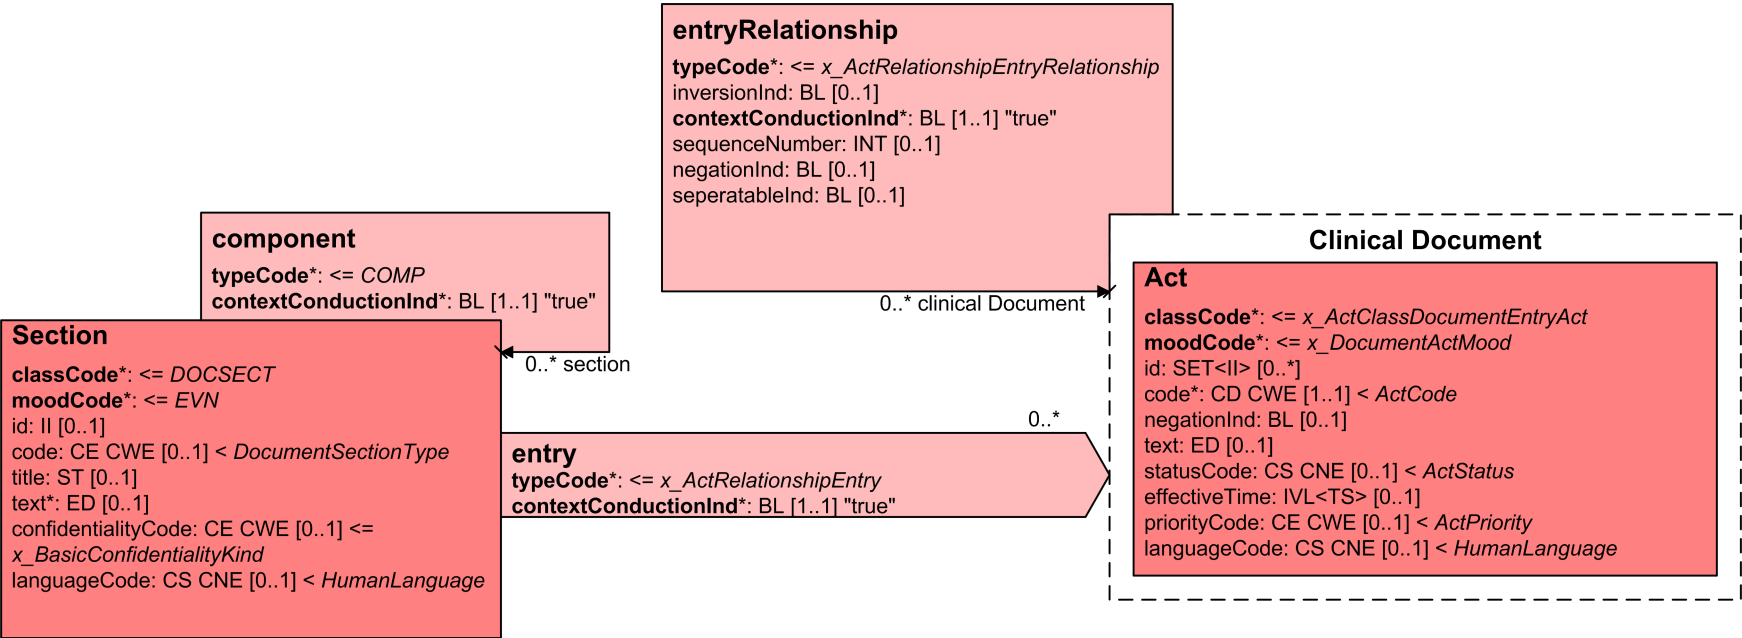 entryRelationship
typeCode*: <= x_ActRelationshipEntryRelationship
inversionInd: BL [0..1]
contextConductionInd*: BL [1..1] "true"
sequenceNumber: INT [0..1]
negationInd: BL [0..1]
seperatableInd: BL [0..1]
0..* clinical Document
component
typeCode*: <= COMP
contextConductionInd*: BL [1..1] "true"
0..* section
Section
classCode*: <= DOCSECT
moodCode*: <= EVN
id: II [0..1]
code: CE CWE [0..1] < DocumentSectionType
title: ST [0..1]
text*: ED [0..1]
confidentialityCode: CE CWE [0..1] <=
x_BasicConfidentialityKind
languageCode: CS CNE [0..1] < HumanLanguage
0..*
entry
typeCode*: <= x_ActRelationshipEntry
contextConductionInd*: BL [1..1] "true"
Clinical Document
Act
classCode*: <= x_ActClassDocumentEntryAct
moodCode*: <= x_DocumentActMood
id: SET<II> [0..*]
code*: CD CWE [1..1] < ActCode
negationInd: BL [0..1]
text: ED [0..1]
statusCode: CS CNE [0..1] < ActStatus
effectiveTime: IVL<TS> [0..1]
priorityCode: CE CWE [0..1] < ActPriority
languageCode: CS CNE [0..1] < HumanLanguage